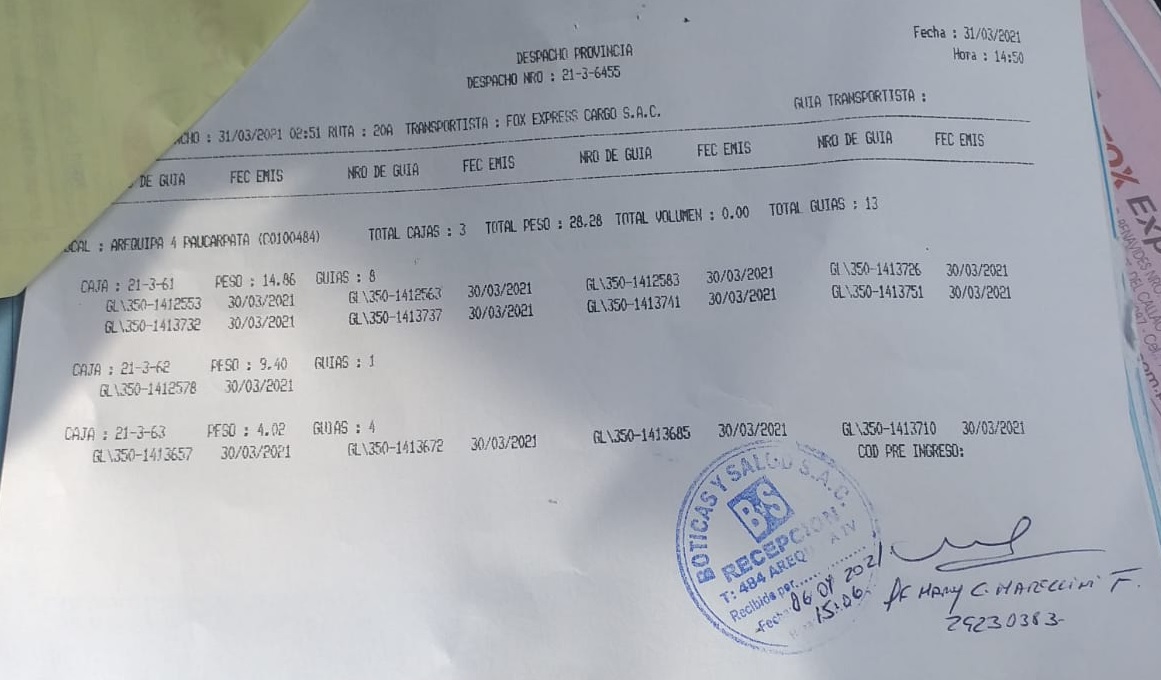 Fecha : 31/03/2021
Hora : 14:50
DESPACHO PROVINCIA
DESPACHO NRO : 21-3-6455
GUIA TRANSPORTISTA :
CHO : 31/03/2021 02:51 RUTA : 20A TRANSPORTISTA : FOX EXPRESS CARGO S.A.C.
DE GUIA FEC EMIS NRO DE GUIA FEC EMIS NRO DE GUIA FEC EMIS NRO DE GUIA FEC EMIS
CAL : AREQUIPA 4 PAUCARPATA (C0100484) TOTAL CAJAS : 3 TOTAL PESO : 28.28 TOTAL VOLUMEN : 0.00 TOTAL GUIAS : 13
CAJA : 21-3-61 PESO : 14.86 GUIAS : 8
GL\350-1412553 30/03/2021 GL\350-1412563 30/03/2021 GL\350-1412583 30/03/2021 GL\350-1413726 30/03/2021
GL\350-1413732 30/03/2021 GL\350-1413737 30/03/2021 GL\350-1413741 30/03/2021 GL\350-1413751 30/03/2021
CAJA : 21-3-62 PESO : 9.40 GUIAS : 1
GL\350-1412578 30/03/2021
CAJA : 21-3-63 PESO : 4.02 GUIAS : 4
GL\350-1413657 30/03/2021 GL\350-1413672 30/03/2021 GL\350-1413685 30/03/2021 GL\350-1413710 30/03/2021
COD PRE INGRESO:
BOTICAS Y SALUD S.A.C.
BS
RECEPCION
T: 484 AREQ A IV
Recibido por
Fecha 06 04 2021
15:06
29230383
FOX Exp
BENAVIDES NRO
DEL CALLAO